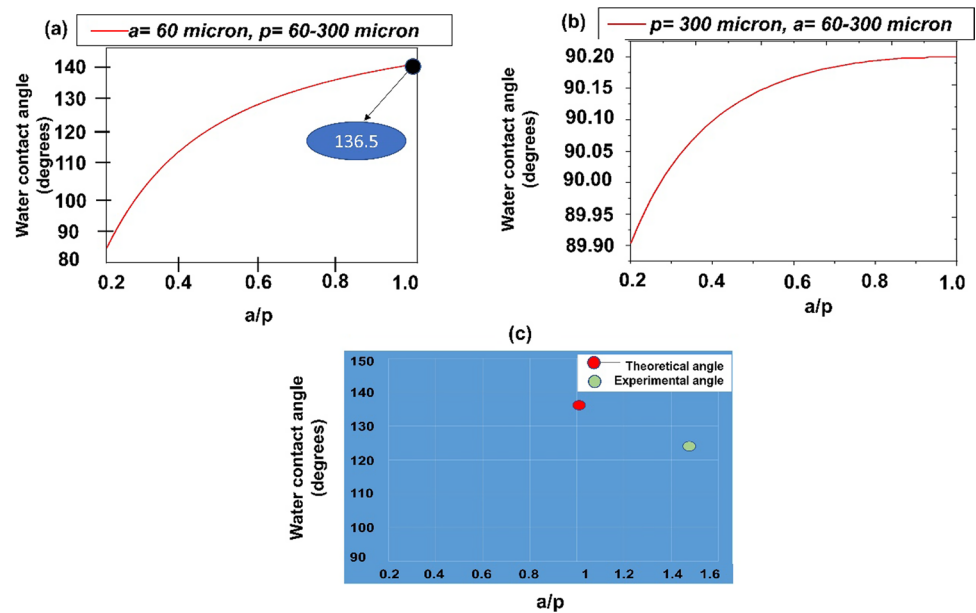 (a)
a= 60 micron, p= 60-300 micron
Water contact angle
(degrees)
140
130
120
110
100
90
80
136.5
0.2 0.4 0.6 0.8 1.0
a/p
(b)
p= 300 micron, a= 60-300 micron
Water contact angle
(degrees)
90.20
90.15
90.10
90.05
90.00
89.95
89.90
0.2 0.4 0.6 0.8 1.0
a/p
(c)
Theoretical angle
Experimental angle
Water contact angle
(degrees)
150
140
130
120
110
100
90
0.2 0.4 0.6 0.8 1 1.2 1.4 1.6
a/p